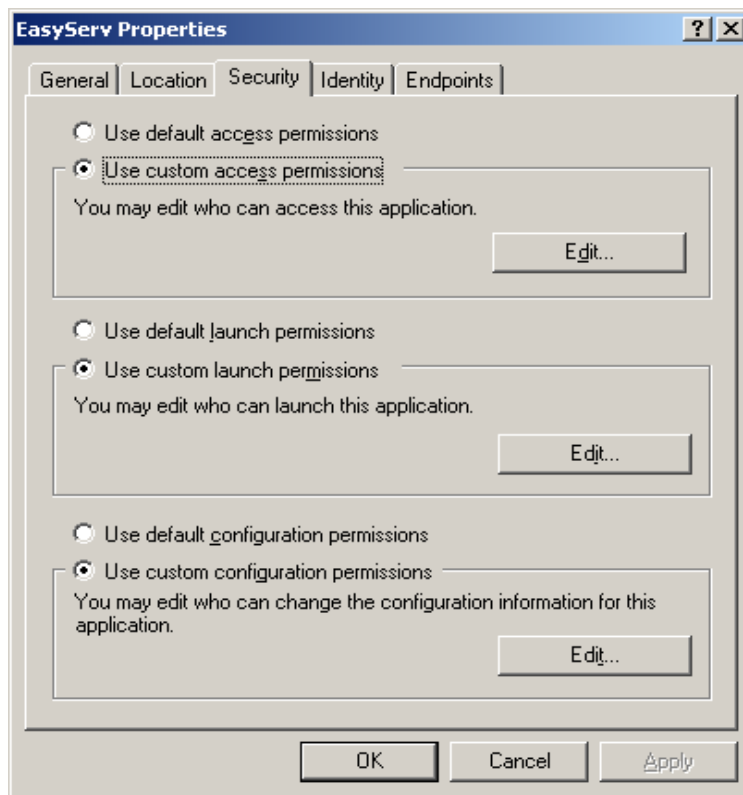 EasyServ Properties
General Location Security Identity Endpoints
Use default access permissions
Use custom access permissions
You may edit who can access this application.
Edit...
Use default launch permissions
Use custom launch permissions
You may edit who can launch this application.
Edit...
Use default configuration permissions
Use custom configuration permissions
You may edit who can change the configuration information for this
application.
Edit...
OK Cancel Apply